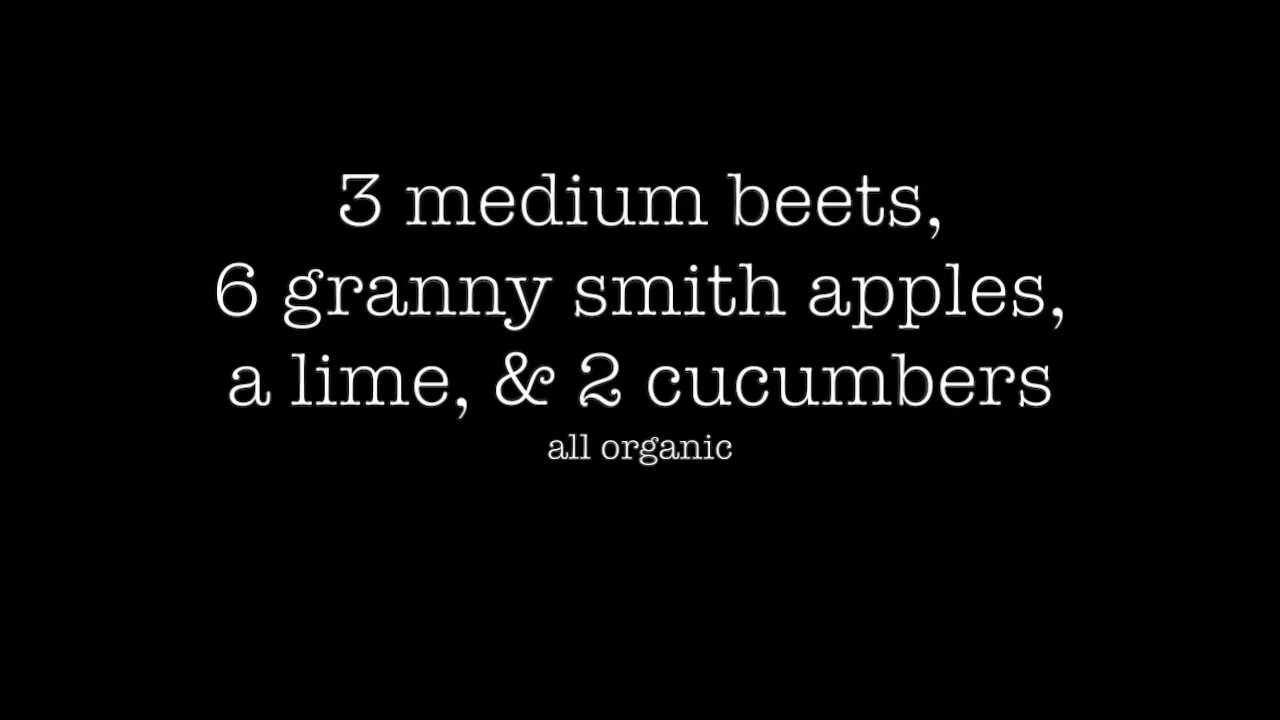 3 medium beets,
6 granny smith apples,
a lime, & 2 cucumbers
all organic